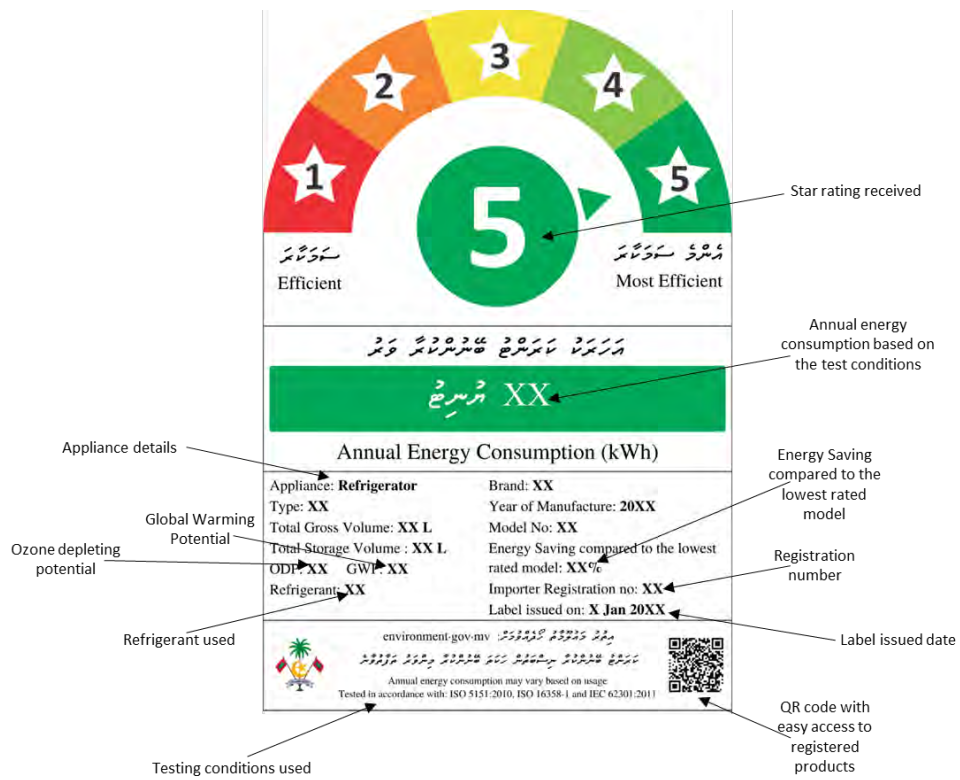 1
2
3
4
5
5
Star rating received
ސަމަކާރަ
Efficient
އެންމެ ސަމަކާރަ
Most Efficient
އަހަރަކު ކަރަންޓު ބޭނުންކުރާ ވަރު
Annual energy
consumption based on
the test conditions
XX ޔުނިޓު
Annual Energy Consumption (kWh)
Appliance details
Appliance: Refrigerator
Type: XX
Total Gross Volume: XX L
Total Storage Volume : XX L
ODP: XX GWP: XX
Refrigerant: XX
Brand: XX
Year of Manufacture: 20XX
Model No: XX
Energy Saving compared to the lowest
rated model: XX%
Importer Registration no: XX
Label issued on: X Jan 20XX
Global Warming
Potential
Ozone depleting
potential
Refrigerant used
Energy Saving
compared to the
lowest rated
model
Registration
number
Label issued date
އިތުރު މަޢުލޫމާތު ހޯދެއްވުމަށް: environment.gov.mv
ކަރަންޓު ބޭނުންކުރާ ނިސްބަތުން ހަކަތަ ބޭނުންކުރާ މިންވަރު ތަފާތުވާނެ
Annual energy consumption may vary based on usage
Tested in accordance with: ISO 5151:2010, ISO 16358-1 and IEC 62301:2011
QR code with
easy access to
registered
products
Testing conditions used